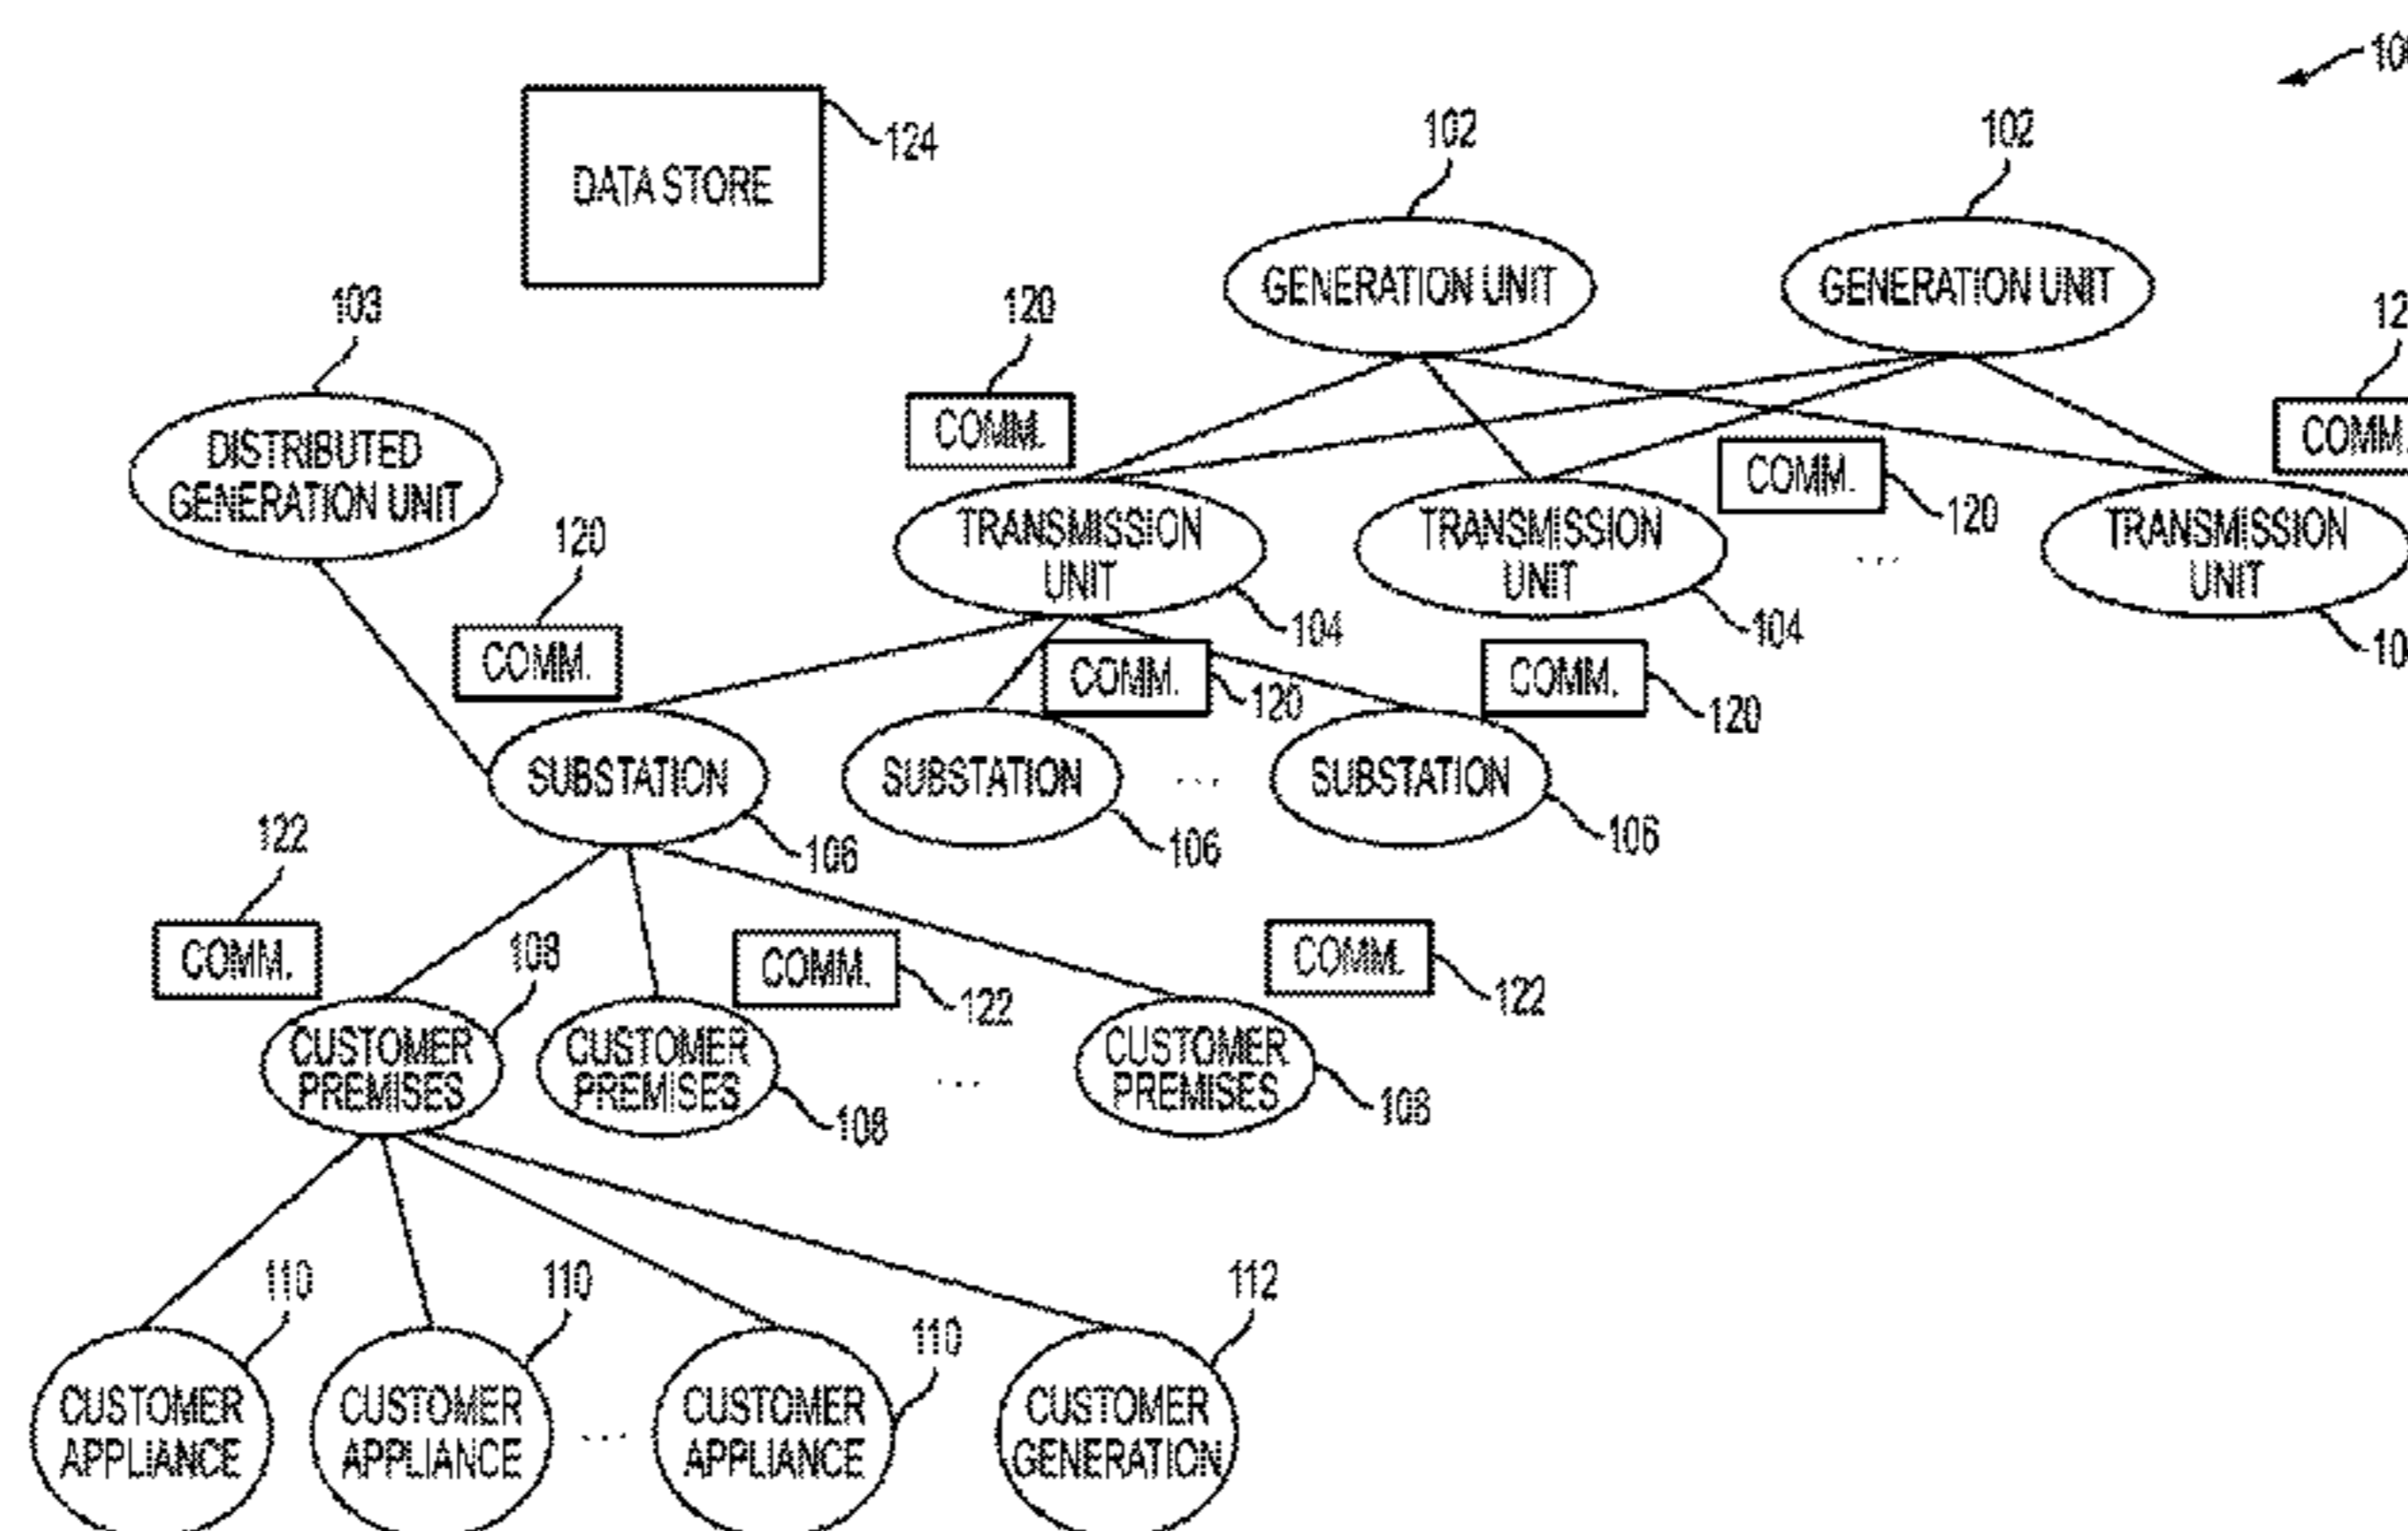 124
DATA STORE
102
102
GENERATION UNIT
GENERATION UNIT
103
120
COMM.
COMM.
DISTRIBUTED
GENERATION UNIT
COMM.
120
120
TRANSMISSION
UNIT
TRANSMISSION
UNIT
TRANSMISSION
UNIT
104
104
COMM.
COMM.
120
COMM.
120
SUBSTATION
SUBSTATION
...
SUBSTATION
106
106
106
122
COMM.
108
COMM.
122
COMM.
122
CUSTOMER
PREMISES
CUSTOMER
PREMISES
...
CUSTOMER
PREMISES
108
108
110
110
110
112
CUSTOMER
APPLIANCE
CUSTOMER
APPLIANCE
...
CUSTOMER
APPLIANCE
CUSTOMER
GENERATION